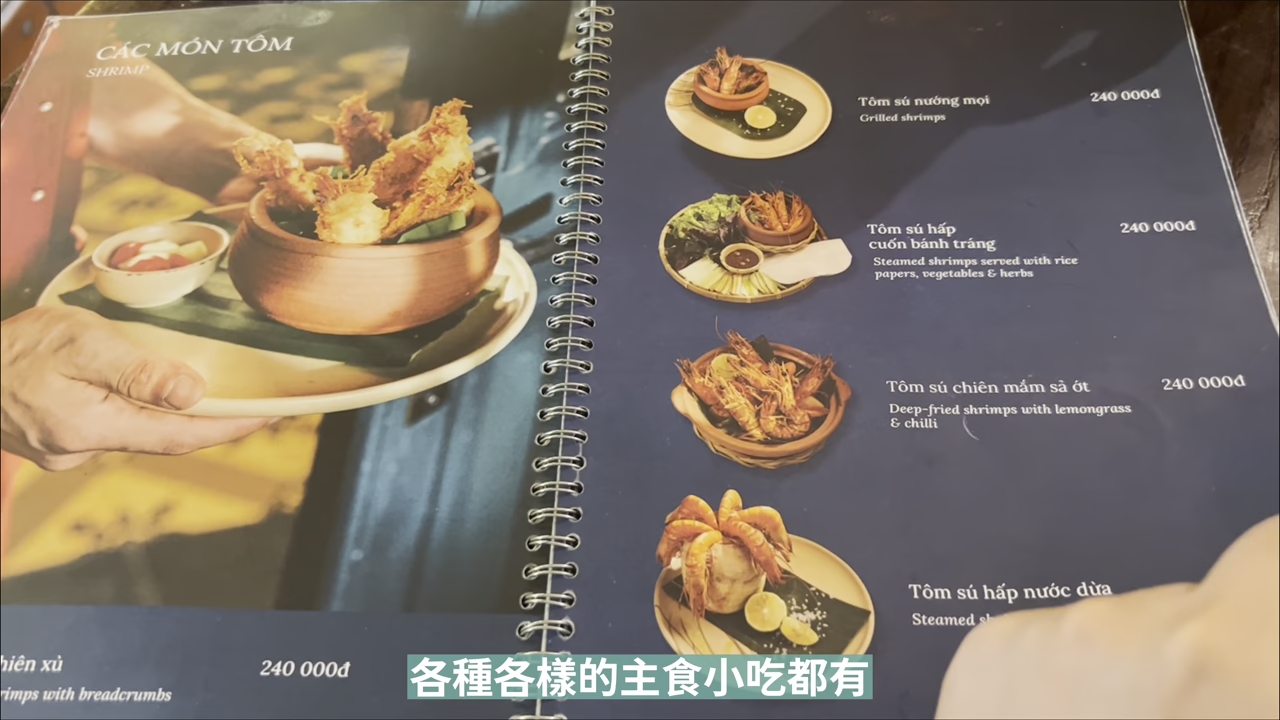 CÁC MÓN TÔM
SHRIMP
240 000đ
with breadcrumbs
Tôm sú nướng mọi
240 000đ
Grilled shrimps
Tôm sú hấp
cuốn bánh tráng
240 000đ
Steamed shrimps served with rice
papers, vegetables & herbs
Tôm sú chiên mắm sả ớt
240 000đ
Deep-fried shrimps with lemongrass
& chilli
Tôm sú hấp nước dừa
Steamed
各種各樣的主食小吃都有